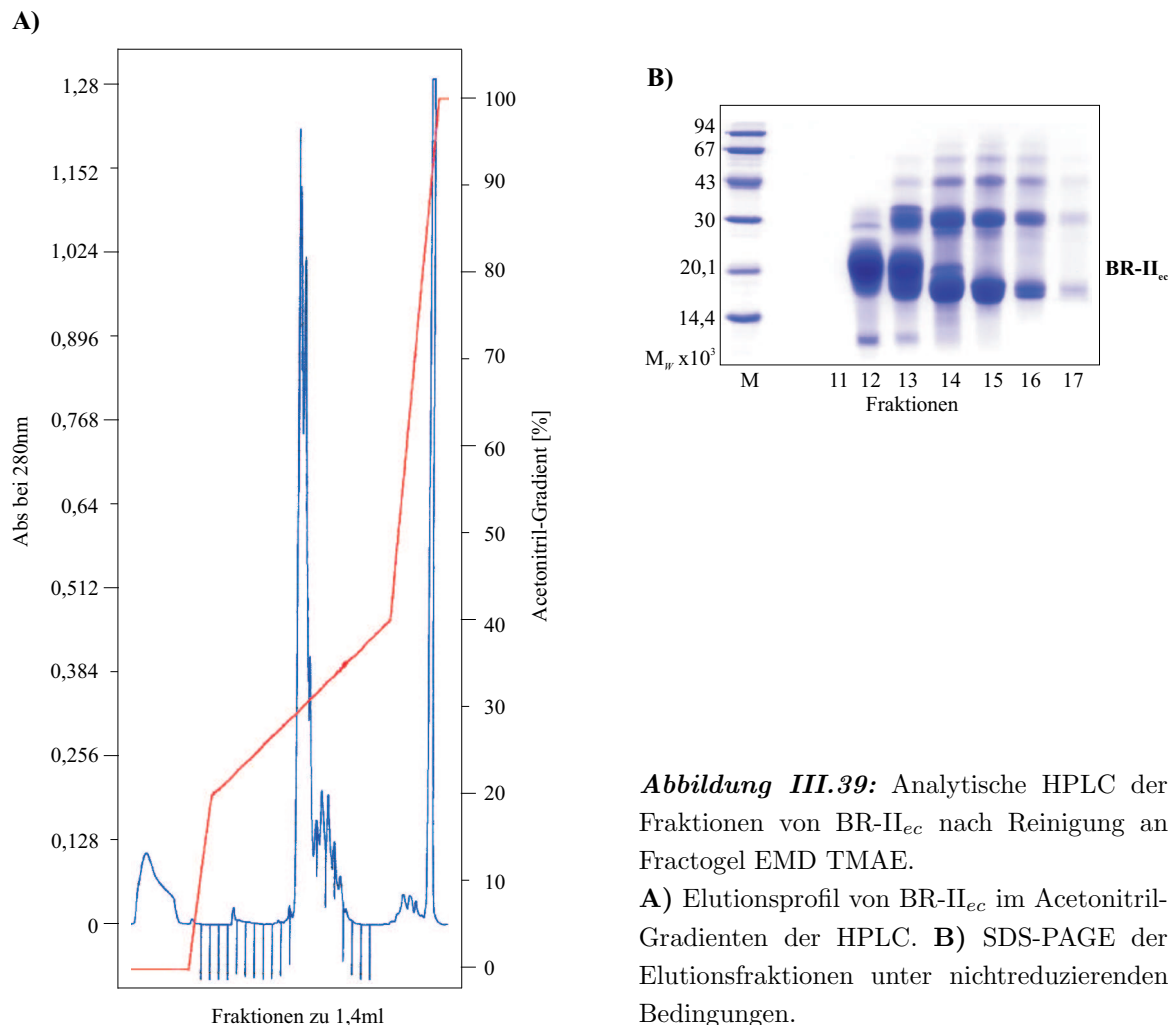 A)
1,28
1,152
1,024
0,896
0,768
0,64
0,512
0,384
0,256
0,128
0
Abs bei 280nm
100
90
80
70
60
50
40
30
20
10
0
Acetonitril-Gradient [%]
Fraktionen zu 1,4ml
B)
94
67
43
30
20,1
14,4
M_W x10³
BR-II_ec
M 11 12 13 14 15 16 17
Fraktionen
Abbildung III.39: Analytische HPLC der
Fraktionen von BR-II_ec nach Reinigung an
Fractogel EMD TMAE.
A) Elutionsprofil von BR-II_ec im Acetonitril-
Gradienten der HPLC. B) SDS-PAGE der
Elutionsfraktionen unter nichtreduzierenden
Bedingungen.